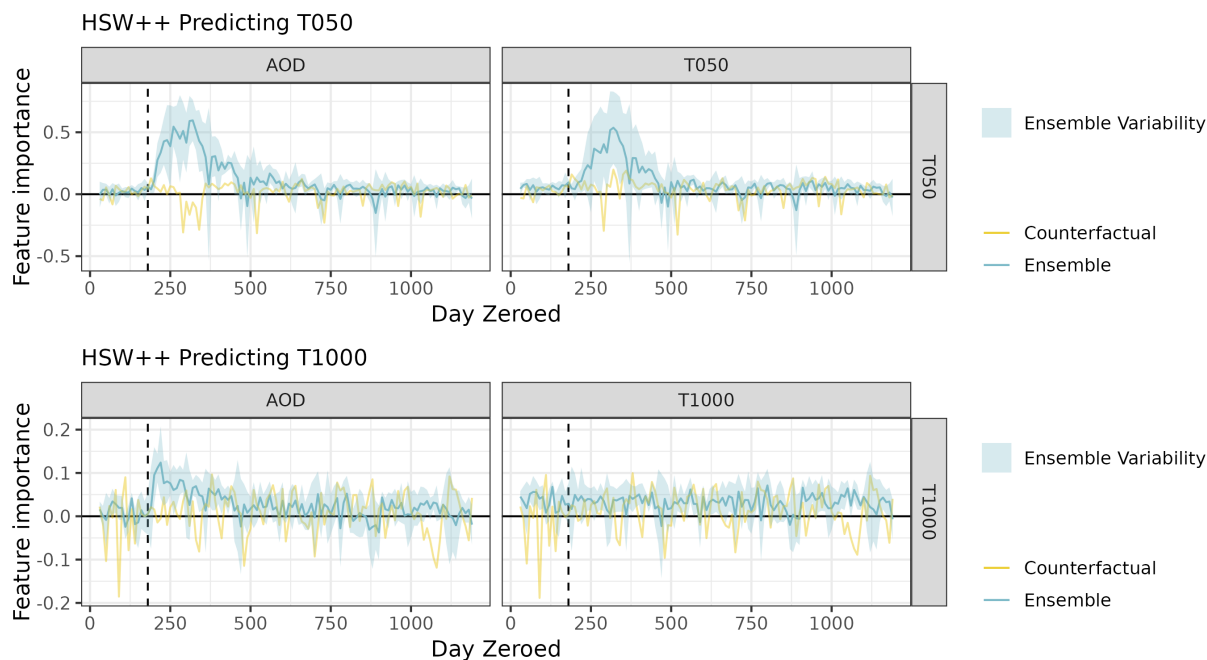 HSW++ Predicting T050
AOD
T050
Feature importance
0.5
0.0
-0.5
T050
0
250
500
750
1000
0
250
500
750
1000
Day Zeroed
Ensemble Variability
Counterfactual
Ensemble
HSW++ Predicting T1000
AOD
T1000
Feature importance
0.2
0.1
0.0
-0.1
-0.2
T1000
0
250
500
750
1000
0
250
500
750
1000
Day Zeroed
Ensemble Variability
Counterfactual
Ensemble